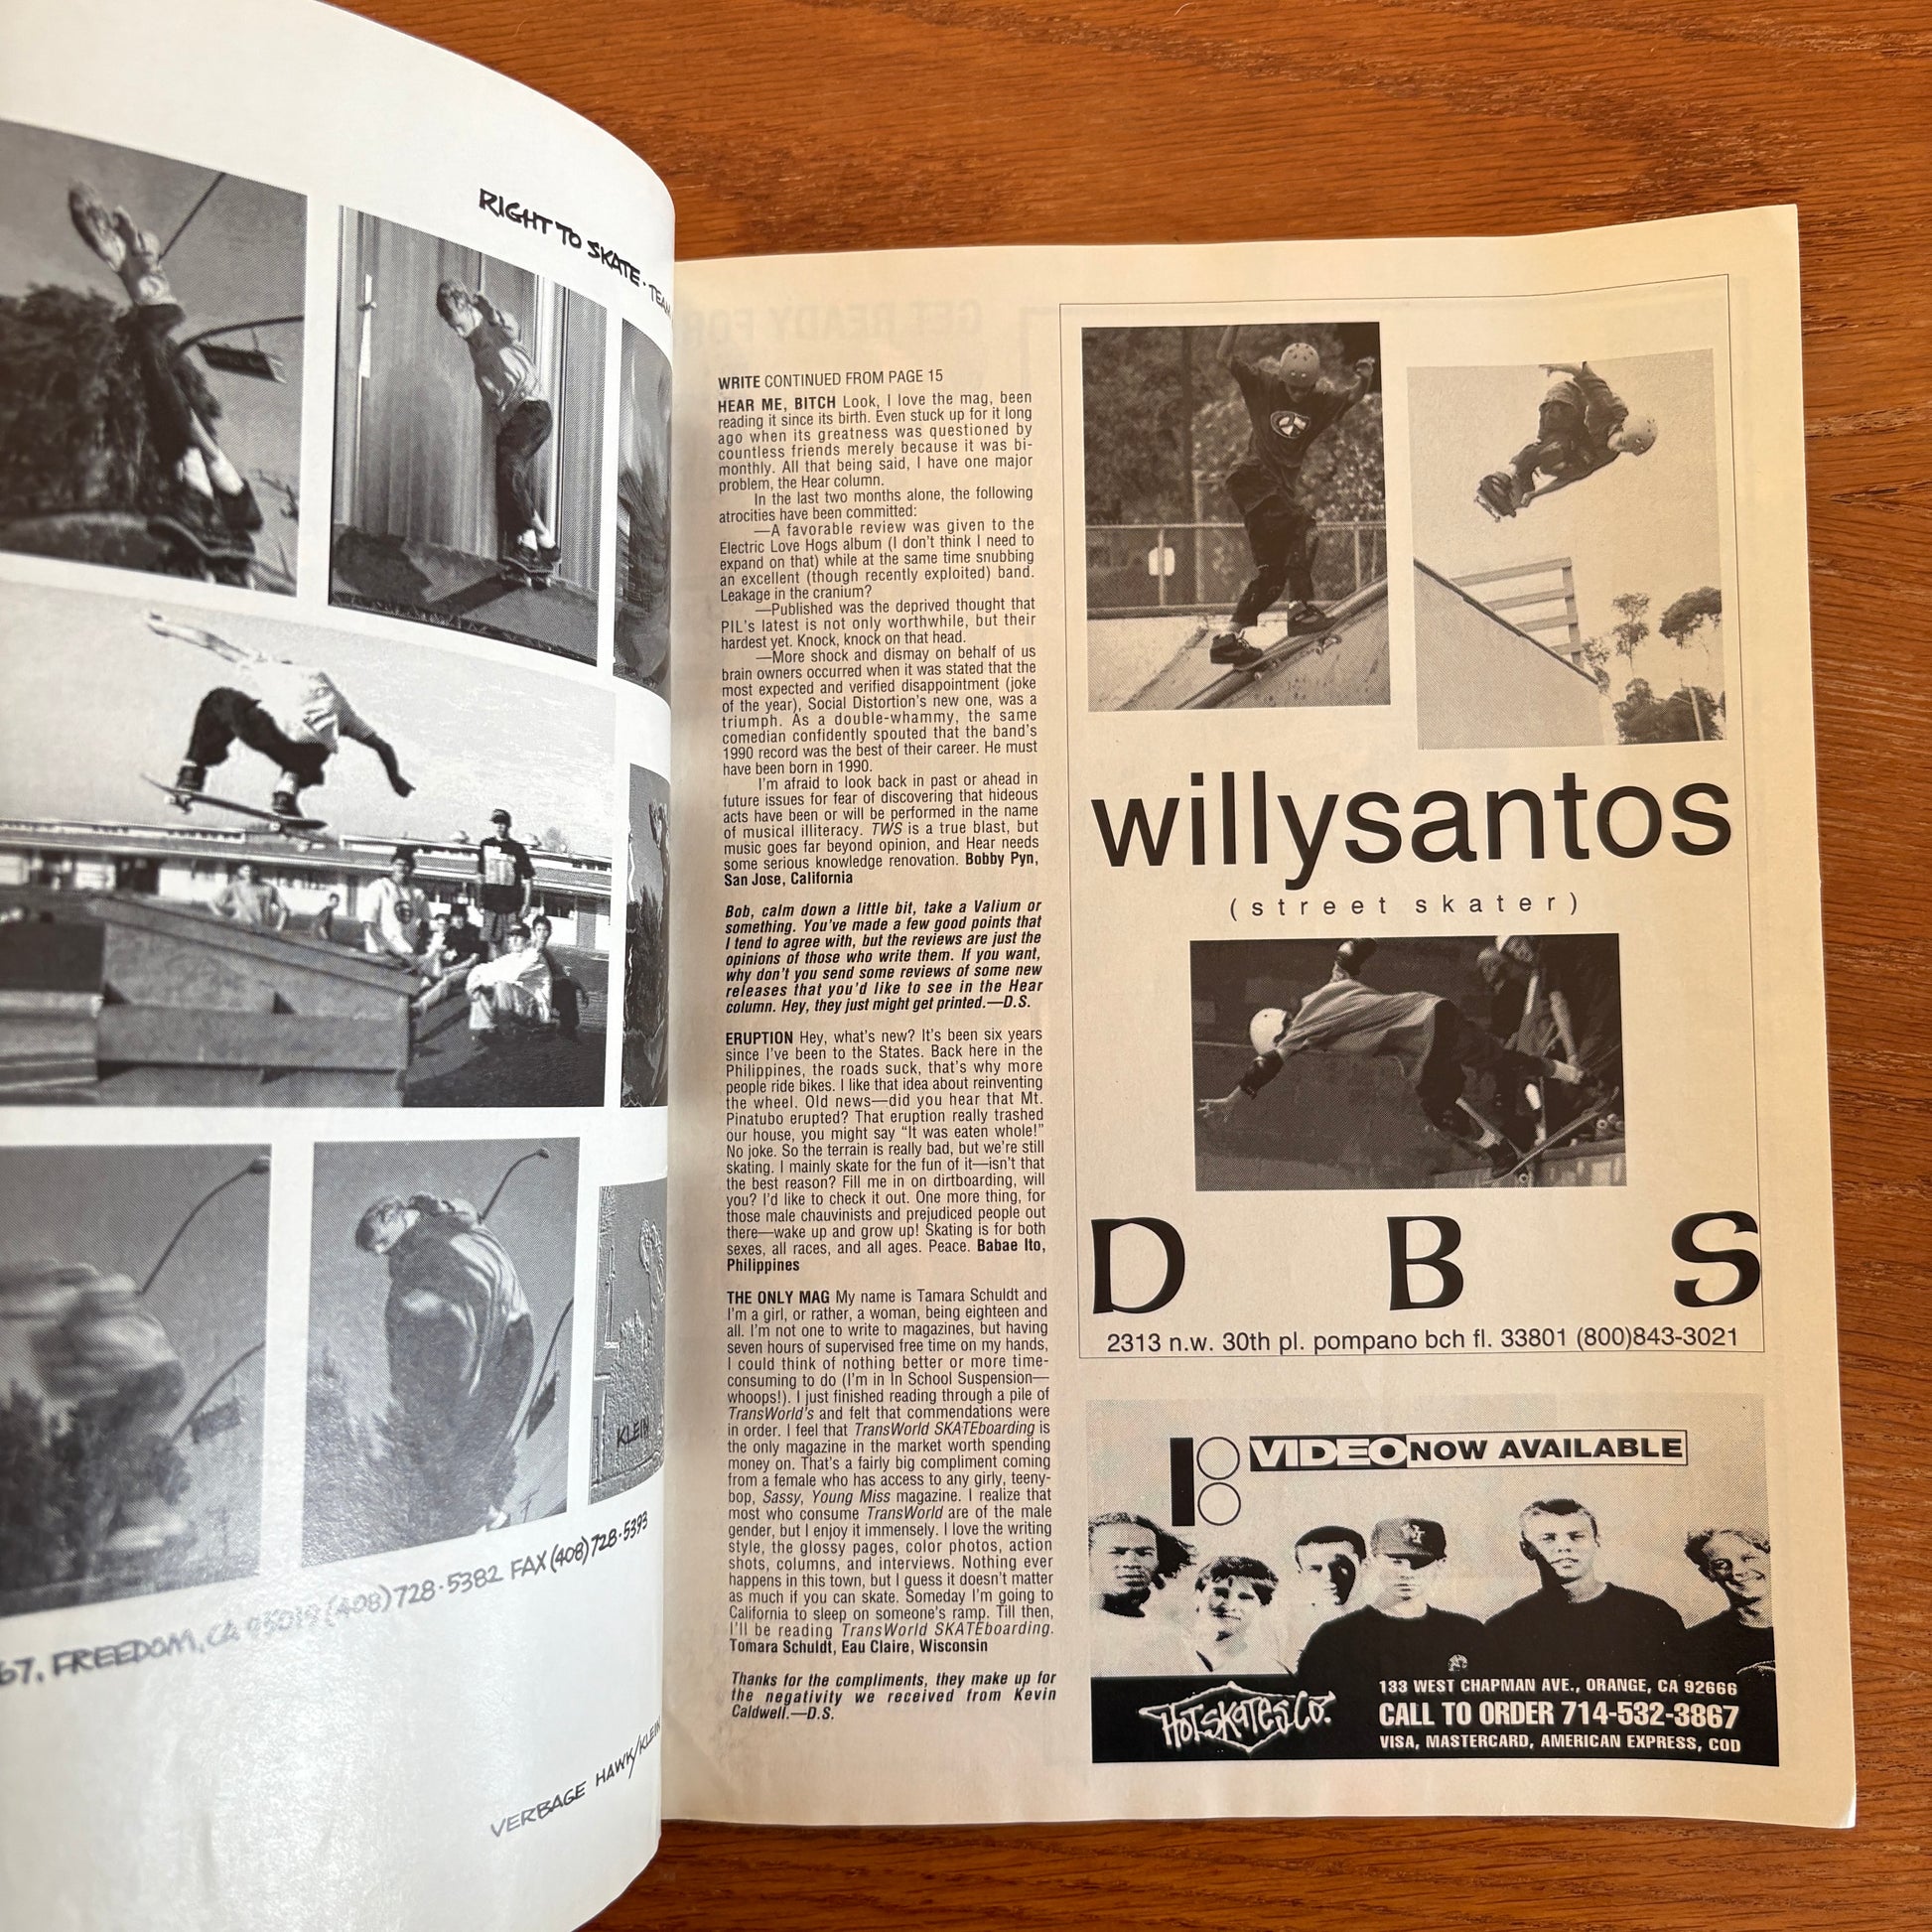 RIGHT TO SKATE · TEAM
KLEIN
67, FREEDOM, CA 95019 (408) 728·5382 FAX (408) 728·5393
VERBAGE HAWK/KLEIN
WRITE CONTINUED FROM PAGE 15
HEAR ME, BITCH Look, I love the mag, been
reading it since its birth. Even stuck up for it long
ago when its greatness was questioned by
countless friends merely because it was bi-
monthly. All that being said, I have one major
problem, the Hear column.
In the last two months alone, the following
atrocities have been committed:
—A favorable review was given to the
Electric Love Hogs album (I don't think I need to
expand on that) while at the same time snubbing
an excellent (though recently exploited) band.
Leakage in the cranium?
—Published was the deprived thought that
PIL's latest is not only worthwhile, but their
hardest yet. Knock, knock on that head.
—More shock and dismay on behalf of us
brain owners occurred when it was stated that the
most expected and verified disappointment (joke
of the year), Social Distortion's new one, was a
triumph. As a double-whammy, the same
comedian confidently spouted that the band's
1990 record was the best of their career. He must
have been born in 1990.
I'm afraid to look back in past or ahead in
future issues for fear of discovering that hideous
acts have been or will be performed in the name
of musical illiteracy. TWS is a true blast, but
music goes far beyond opinion, and Hear needs
some serious knowledge renovation. Bobby Pyn,
San Jose, California
Bob, calm down a little bit, take a Valium or
something. You've made a few good points that
I tend to agree with, but the reviews are just the
opinions of those who write them. If you want,
why don't you send some reviews of some new
releases that you'd like to see in the Hear
column. Hey, they just might get printed.—D.S.
ERUPTION Hey, what's new? It's been six years
since I've been to the States. Back here in the
Philippines, the roads suck, that's why more
people ride bikes. I like that idea about reinventing
the wheel. Old news—did you hear that Mt.
Pinatubo erupted? That eruption really trashed
our house, you might say "It was eaten whole!"
No joke. So the terrain is really bad, but we're still
skating. I mainly skate for the fun of it—isn't that
the best reason? Fill me in on dirtboarding, will
you? I'd like to check it out. One more thing, for
those male chauvinists and prejudiced people out
there—wake up and grow up! Skating is for both
sexes, all races, and all ages. Peace. Babae Ito,
Philippines
THE ONLY MAG My name is Tamara Schuldt and
I'm a girl, or rather, a woman, being eighteen and
all. I'm not one to write to magazines, but having
seven hours of supervised free time on my hands,
I could think of nothing better or more time-
consuming to do (I'm in In School Suspension—
whoops!). I just finished reading through a pile of
TransWorld's and felt that commendations were
in order. I feel that TransWorld SKATEboarding is
the only magazine in the market worth spending
money on. That's a fairly big compliment coming
from a female who has access to any girly, teeny-
bop, Sassy, Young Miss magazine. I realize that
most who consume TransWorld are of the male
gender, but I enjoy it immensely. I love the writing
style, the glossy pages, color photos, action
shots, columns, and interviews. Nothing ever
happens in this town, but I guess it doesn't matter
as much if you can skate. Someday I'm going to
California to sleep on someone's ramp. Till then,
I'll be reading TransWorld SKATEboarding.
Tomara Schuldt, Eau Claire, Wisconsin
Thanks for the compliments, they make up for
the negativity we received from Kevin
Caldwell.—D.S.
willysantos
(street skater)
D B S
2313 n.w. 30th pl. pompano bch fl. 33801 (800)843-3021
VIDEO NOW AVAILABLE
HOT SKATES CO.
133 WEST CHAPMAN AVE., ORANGE, CA 92666
CALL TO ORDER 714-532-3867
VISA, MASTERCARD, AMERICAN EXPRESS, COD